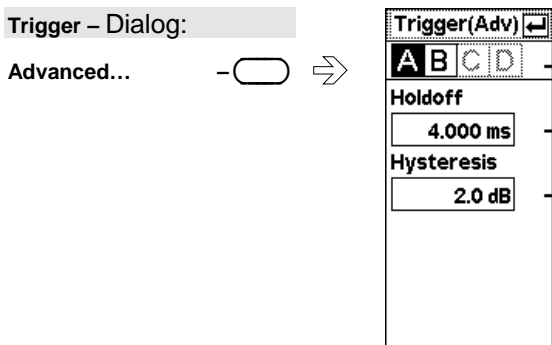 Trigger – Dialog:
Advanced…
Trigger(Adv)
A B C D
Holdoff
4.000 ms
Hysteresis
2.0 dB